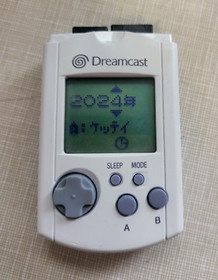 Dreamcast
2024年
A:ケッテイ
SLEEP MODE
A B